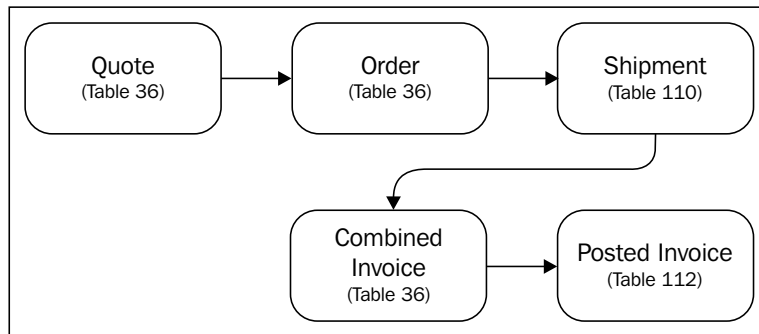 Quote
(Table 36)
Order
(Table 36)
Shipment
(Table 110)
Combined
Invoice
(Table 36)
Posted Invoice
(Table 112)